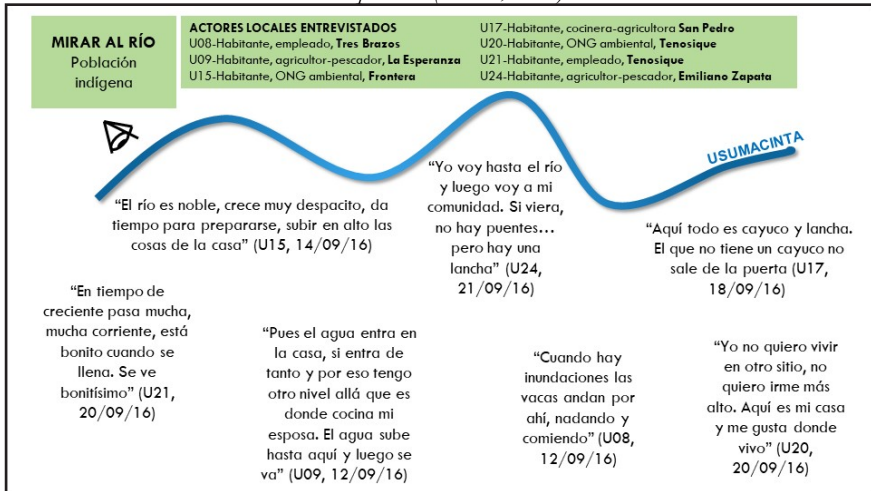 MIRAR AL RÍO
Población
indígena
ACTORES LOCALES ENTREVISTADOS
U08-Habitante, empleado, Tres Brazos
U09-Habitante, agricultor-pescador, La Esperanza
U15-Habitante, ONG ambiental, Frontera
U17-Habitante, cocinera-agricultora San Pedro
U20-Habitante, ONG ambiental, Tenosique
U21-Habitante, empleado, Tenosique
U24-Habitante, agricultor-pescador, Emiliano Zapata
USUMACINTA
“El río es noble, crece muy despacito, da
tiempo para prepararse, subir en alto las
cosas de la casa” (U15, 14/09/16)
“Yo voy hasta el río
y luego voy a mi
comunidad. Si viera,
no hay puentes…
pero hay una
lancha” (U24,
21/09/16)
“Aquí todo es cayuco y lancha.
El que no tiene un cayuco no
sale de la puerta (U17,
18/09/16)
“En tiempo de
creciente pasa mucha,
mucha corriente, está
bonito cuando se
llena. Se ve
bonitísimo” (U21,
20/09/16)
“Pues el agua entra en
la casa, si entra de
tanto y por eso tengo
otro nivel allá que es
donde cocina mi
esposa. El agua sube
hasta aquí y luego se
va” (U09, 12/09/16)
“Cuando hay
inundaciones las
vacas andan por
ahí, nadando y
comiendo” (U08,
12/09/16)
“Yo no quiero vivir
en otro sitio, no
quiero irme más
alto. Aquí es mi casa
y me gusta donde
vivo” (U20,
20/09/16)